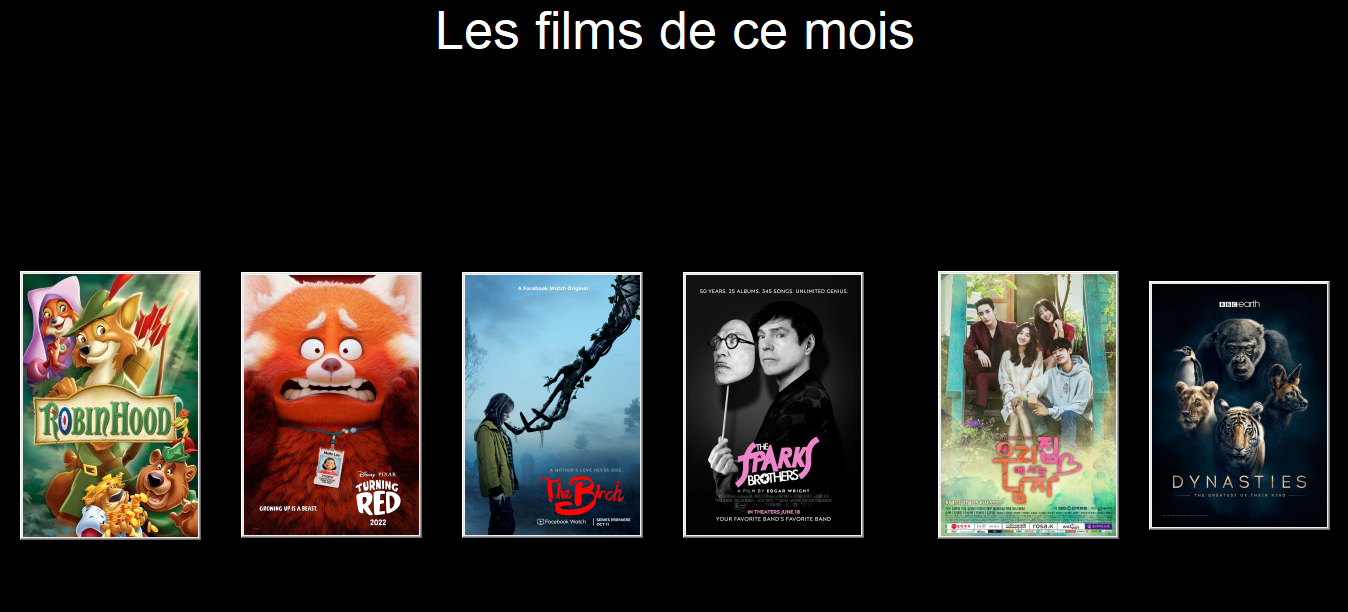 Les films de ce mois
ROBINHOOD
GROWING UP IS A BEAST.
Disney · PIXAR
TURNING
RED
2022
A Facebook Watch Original
A MOTHER'S LOVE NEVER DIES.
The Birch
Facebook Watch
SERIES PREMIERE
OCT 11
50 YEARS. 25 ALBUMS. 345 SONGS. UNLIMITED GENIUS.
THE
SPARKS
BROTHERS
A FILM BY EDGAR WRIGHT
IN THEATERS JUNE 18
YOUR FAVORITE BAND'S FAVORITE BAND
우리집
에 사는
남자
rosa.K
BBC earth
DYNASTIES
THE GREATEST OF THEIR KIND